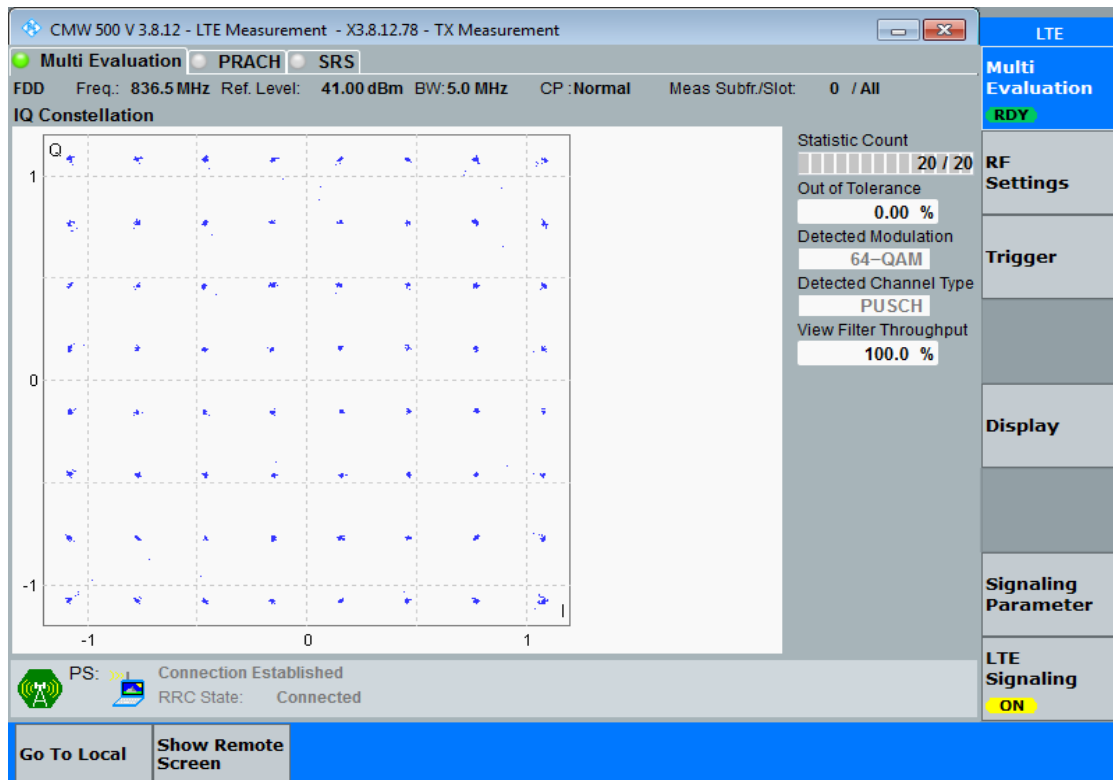 CMW 500 V 3.8.12 - LTE Measurement - X3.8.12.78 - TX Measurement
LTE
Multi Evaluation PRACH SRS
FDD Freq.: 836.5 MHz Ref. Level: 41.00 dBm BW: 5.0 MHz CP : Normal Meas Subfr./Slot: 0 / All
IQ Constellation
Q
1
0
-1
-1 0 1
I
Statistic Count
20 / 20
Out of Tolerance
0.00 %
Detected Modulation
64-QAM
Detected Channel Type
PUSCH
View Filter Throughput
100.0 %
Multi
Evaluation
RDY
RF
Settings
Trigger
Display
Signaling
Parameter
LTE
Signaling
ON
PS: Connection Established
RRC State: Connected
Go To Local
Show Remote
Screen